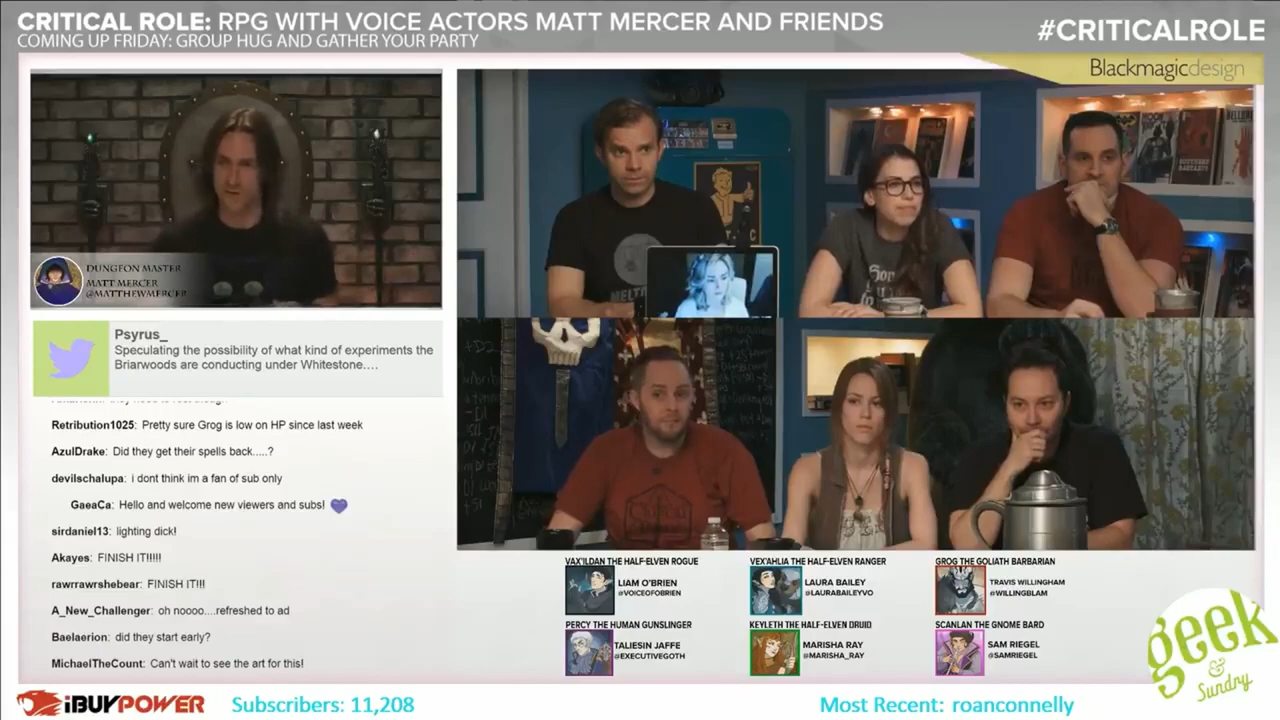 CRITICAL ROLE: RPG WITH VOICE ACTORS MATT MERCER AND FRIENDS
COMING UP FRIDAY: GROUP HUG AND GATHER YOUR PARTY
#CRITICALROLE
Blackmagicdesign
DUNGEON MASTER
MATT MERCER
@MATTHEWMERCER
Psyrus_
Speculating the possibility of what kind of experiments the
Briarwoods are conducting under Whitestone....
Retribution1025: Pretty sure Grog is low on HP since last week
AzulDrake: Did they get their spells back.....?
devilschalupa: i dont think im a fan of sub only
GaeaCa: Hello and welcome new viewers and subs!
sirdaniel13: lighting dick!
Akayes: FINISH IT!!!!!
rawrrawrshebear: FINISH IT!!!
A_New_Challenger: oh noooo....refreshed to ad
Baelaerion: did they start early?
MichaelTheCount: Can't wait to see the art for this!
VAX'ILDAN THE HALF-ELVEN ROGUE
LIAM O'BRIEN
@VOICEOFOBRIEN
VEX'AHLIA THE HALF-ELVEN RANGER
LAURA BAILEY
@LAURABAILEYVO
GROG THE GOLIATH BARBARIAN
TRAVIS WILLINGHAM
@WILLINGBLAM
PERCY THE HUMAN GUNSLINGER
TALIESIN JAFFE
@EXECUTIVEGOTH
KEYLETH THE HALF-ELVEN DRUID
MARISHA RAY
@MARISHA_RAY
SCANLAN THE GNOME BARD
SAM RIEGEL
@SAMRIEGEL
geek
&
Sundry
iBUYPOWER
Subscribers: 11,208
Most Recent: roanconnelly